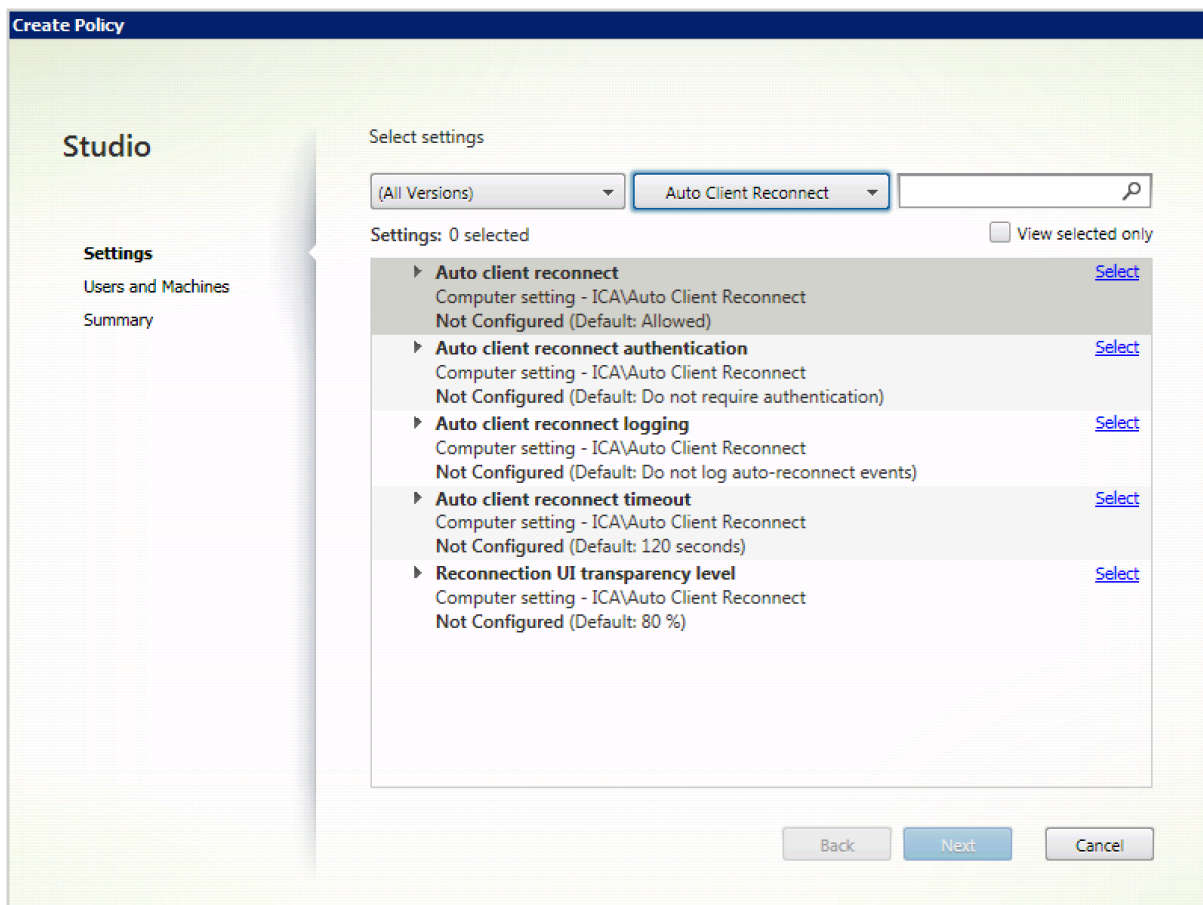 Create Policy
Studio
Settings
Users and Machines
Summary
Select settings
(All Versions)
Auto Client Reconnect
Settings: 0 selected
View selected only
Auto client reconnect
Select
Computer setting - ICA\Auto Client Reconnect
Not Configured (Default: Allowed)
Auto client reconnect authentication
Select
Computer setting - ICA\Auto Client Reconnect
Not Configured (Default: Do not require authentication)
Auto client reconnect logging
Select
Computer setting - ICA\Auto Client Reconnect
Not Configured (Default: Do not log auto-reconnect events)
Auto client reconnect timeout
Select
Computer setting - ICA\Auto Client Reconnect
Not Configured (Default: 120 seconds)
Reconnection UI transparency level
Select
Computer setting - ICA\Auto Client Reconnect
Not Configured (Default: 80 %)
Back
Next
Cancel